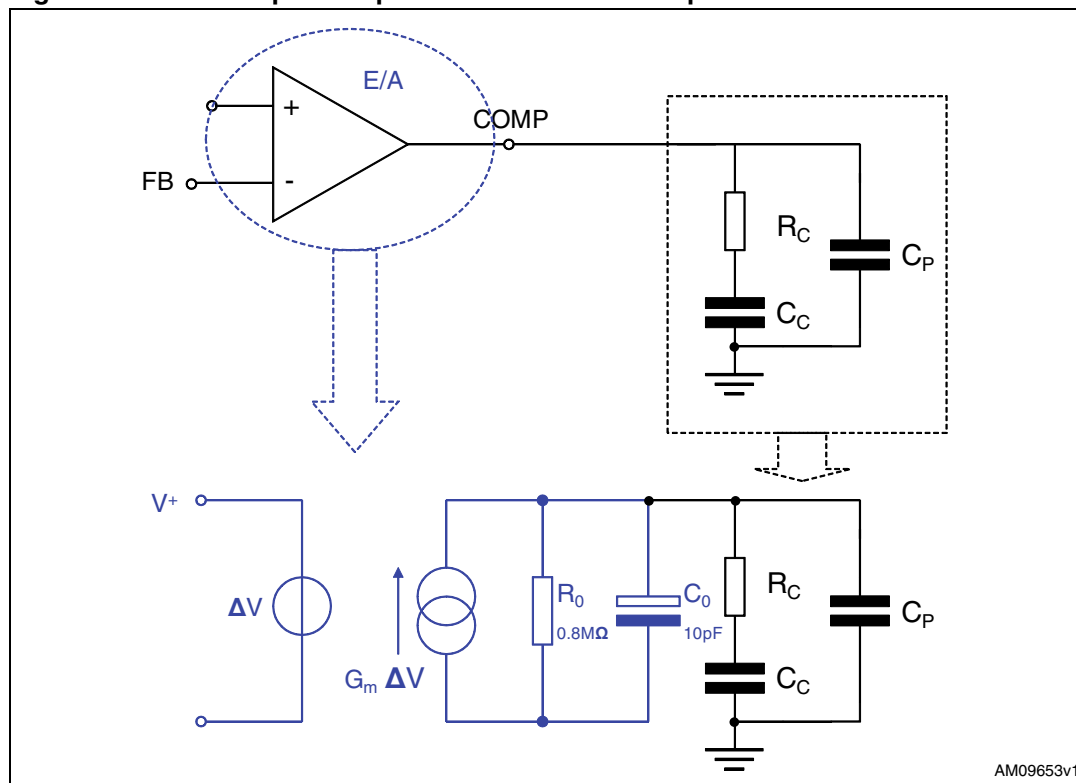 E/A
+
COMP
FB
-
R_C
C_P
C_C
V+
ΔV
R_0
0.8MΩ
C_0
10pF
R_C
C_P
G_m ΔV
C_C
AM09653v1